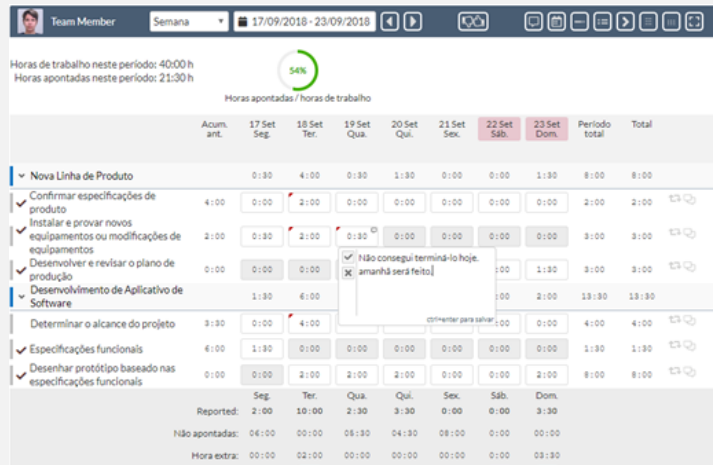 Team Member Semana 17/09/2018 - 23/09/2018
Horas de trabalho neste período: 40:00 h
Horas apontadas neste período: 21:30 h
54%
Horas apontadas / horas de trabalho
Acum. ant. 17 Set Seg. 18 Set Ter. 19 Set Qua. 20 Set Qui. 21 Set Sex. 22 Set Sáb. 23 Set Dom. Período total Total
Nova Linha de Produto 0:30 4:00 0:30 1:30 0:00 0:00 1:30 8:00 8:00
Confirmar especificações de produto 4:00 0:00 2:00 0:00 0:00 0:00 0:00 0:00 2:00 2:00
Instalar e provar novos equipamentos ou modificações de equipamentos 2:00 0:30 2:00 0:30 0:00 0:00 0:00 0:00 3:00 3:00
Desenvolver e revisar o plano de produção 0:00 0:00 0:00 :00 1:30 3:00 3:00
Não consegui terminá-lo hoje.
amanhã será feito.
ctrl+enter para salvar
Desenvolvimento de Aplicativo de Software 1:30 6:00 :00 2:00 13:30 13:30
Determinar o alcance do projeto 3:30 0:00 4:00 :00 0:00 4:00 4:00
Especificações funcionais 6:00 1:30 0:00 0:00 0:00 0:00 0:00 0:00 1:30 1:30
Desenhar protótipo baseado nas especificações funcionais 0:00 0:00 2:00 2:00 2:00 0:00 0:00 2:00 8:00 8:00
Seg. Ter. Qua. Qui. Sex. Sáb. Dom.
Reported: 2:00 10:00 2:30 3:30 0:00 0:00 3:30
Não apontadas: 06:00 00:00 05:30 04:30 08:00 0:00 00:00
Hora extra: 00:00 02:00 00:00 00:00 00:00 0:00 03:30